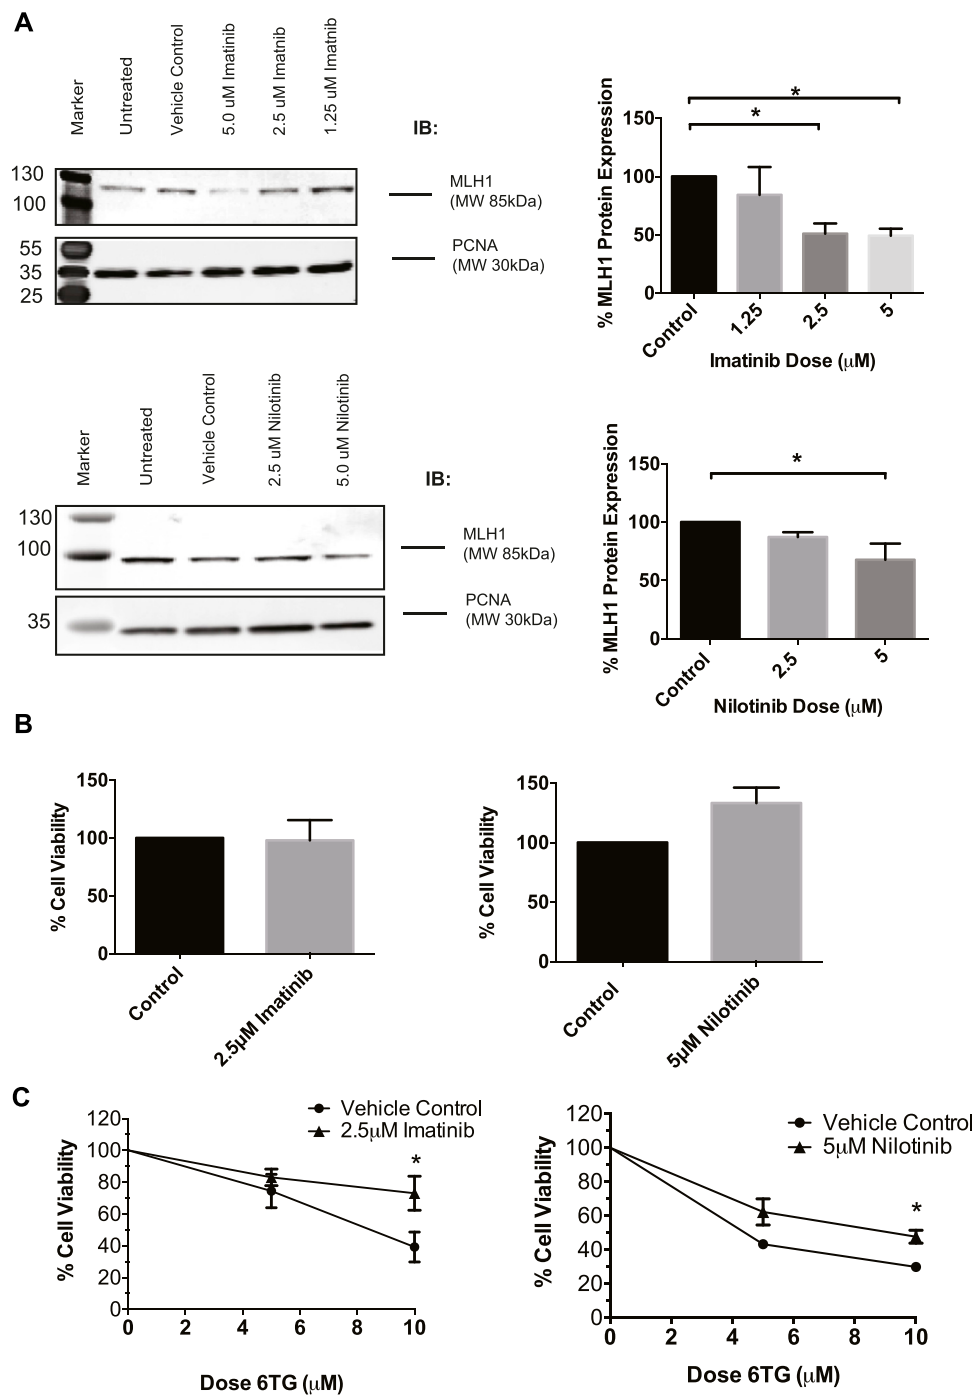 A
Marker
Untreated
Vehicle Control
5.0 uM Imatinib
2.5 uM Imatnib
1.25 uM Imatnib
IB:
130
100
MLH1
(MW 85kDa)
55
35
25
PCNA
(MW 30kDa)
% MLH1 Protein Expression
150
100
50
0
*
*
Control
1.25
2.5
5
Imatinib Dose (μM)
Marker
Untreated
Vehicle Control
2.5 uM Nilotinib
5.0 uM Nilotinib
IB:
130
100
MLH1
(MW 85kDa)
35
PCNA
(MW 30kDa)
% MLH1 Protein Expression
150
100
50
0
*
Control
2.5
5
Nilotinib Dose (μM)
B
% Cell Viability
150
100
50
0
Control
2.5μM Imatinib
% Cell Viability
150
100
50
0
Control
5μM Nilotinib
C
% Cell Viability
120
100
80
60
40
20
0
0 2 4 6 8 10
Vehicle Control
2.5μM Imatinib
*
Dose 6TG (μM)
% Cell Viability
120
100
80
60
40
20
0
0 2 4 6 8 10
Vehicle Control
5μM Nilotinib
*
Dose 6TG (μM)